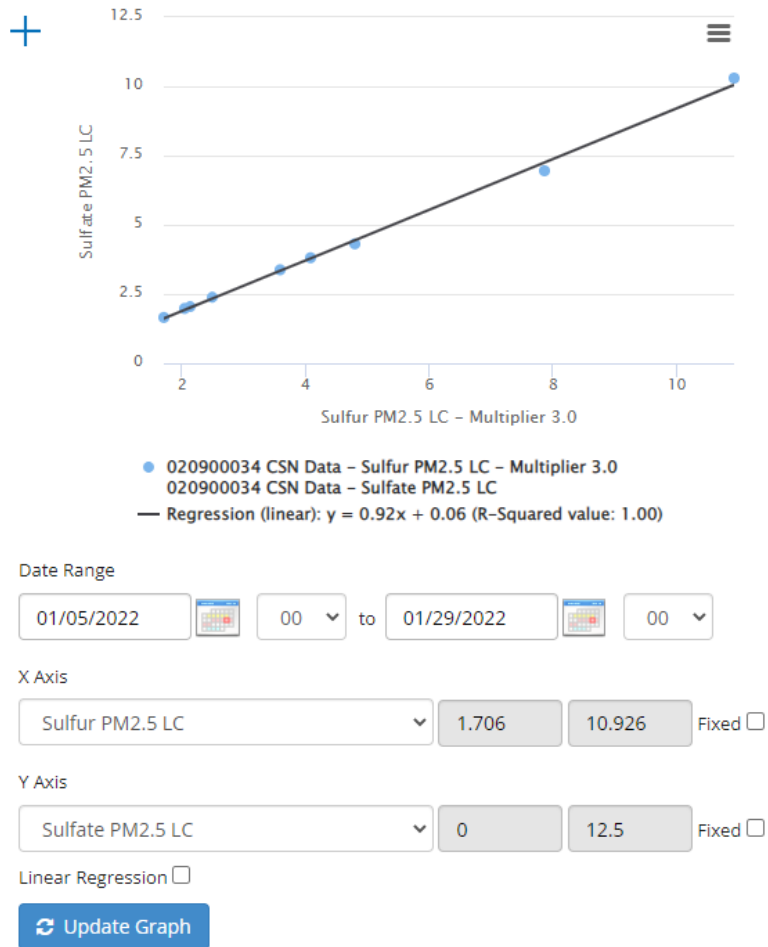 12.5
10
7.5
5
2.5
0
Sulfate PM2.5 LC
2 4 6 8 10
Sulfur PM2.5 LC – Multiplier 3.0
020900034 CSN Data – Sulfur PM2.5 LC – Multiplier 3.0
020900034 CSN Data – Sulfate PM2.5 LC
Regression (linear): y = 0.92x + 0.06 (R-Squared value: 1.00)
Date Range
01/05/2022 00 to 01/29/2022 00
X Axis
Sulfur PM2.5 LC 1.706 10.926 Fixed
Y Axis
Sulfate PM2.5 LC 0 12.5 Fixed
Linear Regression
Update Graph